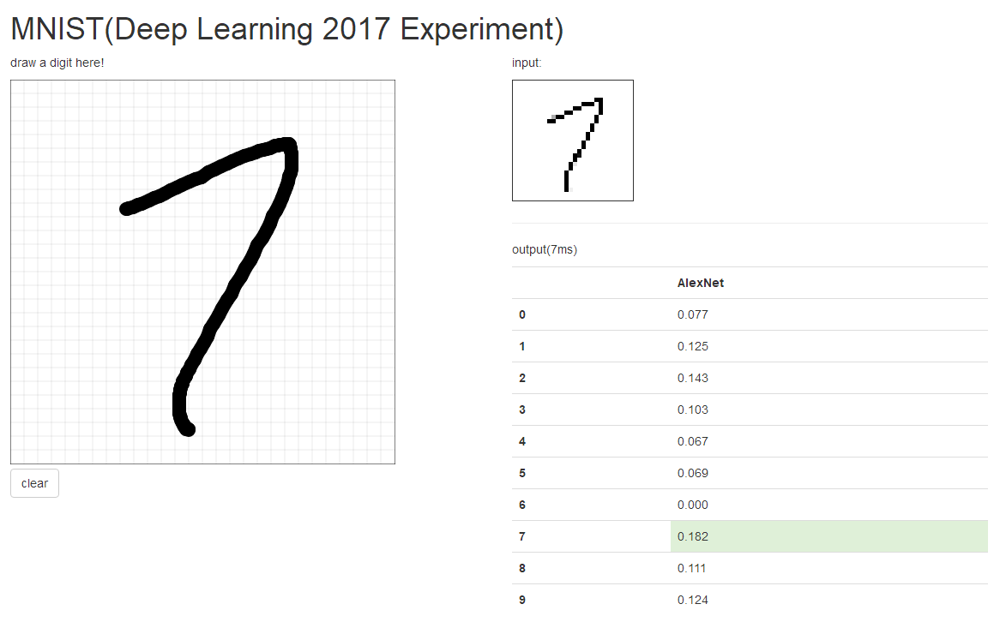 MNIST(Deep Learning 2017 Experiment)
draw a digit here!
7
clear
input:
7
output(7ms)
AlexNet
0 0.077
1 0.125
2 0.143
3 0.103
4 0.067
5 0.069
6 0.000
7 0.182
8 0.111
9 0.124